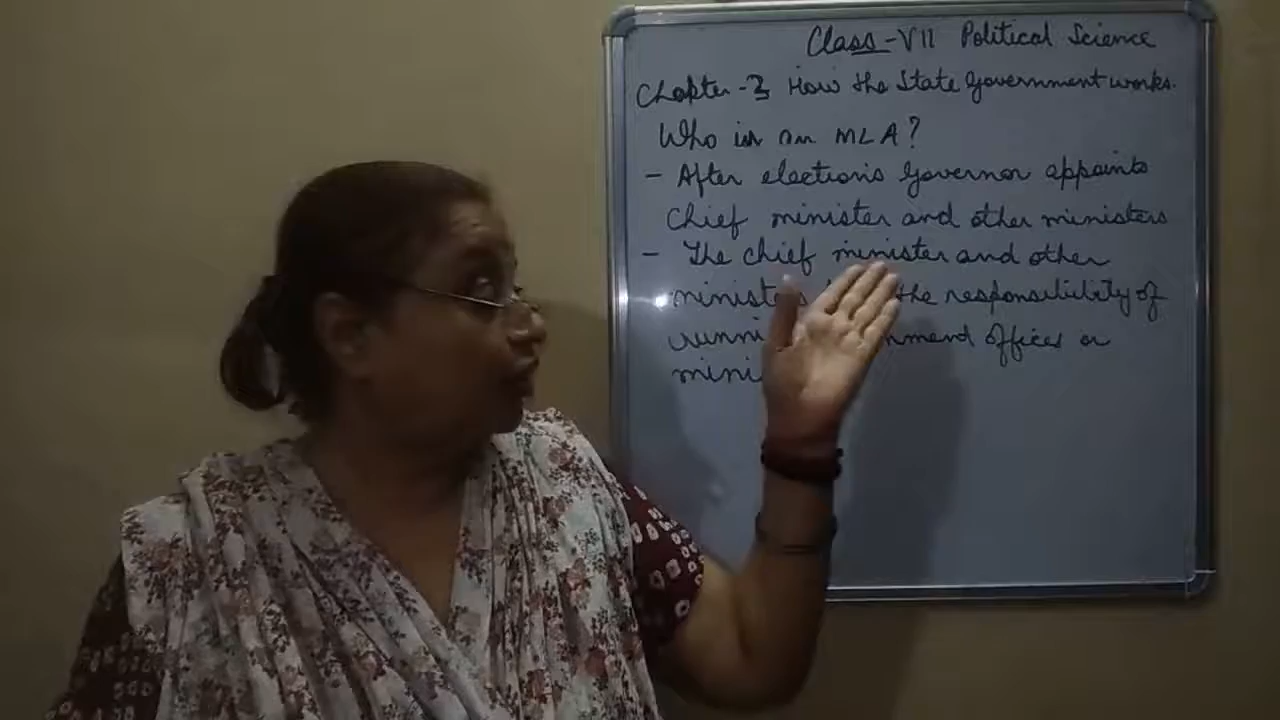 Class-VII Political Science
Chapter-3 How the State Government works.
Who is an MLA?
- After elections Governor appoints
Chief minister and other ministers
- The chief minister and other
the responsibility of
offices or